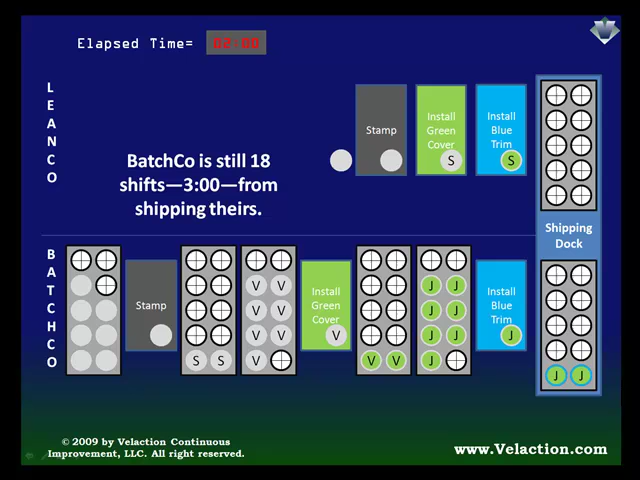 Elapsed Time= 02:00
LEANCO
Stamp
Install
Green
Cover
S
Install
Blue
Trim
S
BatchCo is still 18
shifts—3:00—from
shipping theirs.
Shipping
Dock
BATCHCO
Stamp
S S
V
V V
V V
V V
V
Install
Green
Cover
V
V V
J J
J J
J J
J J
J
Install
Blue
Trim
J
J J
© 2009 by Velaction Continuous
Improvement, LLC. All right reserved.
www.Velaction.com